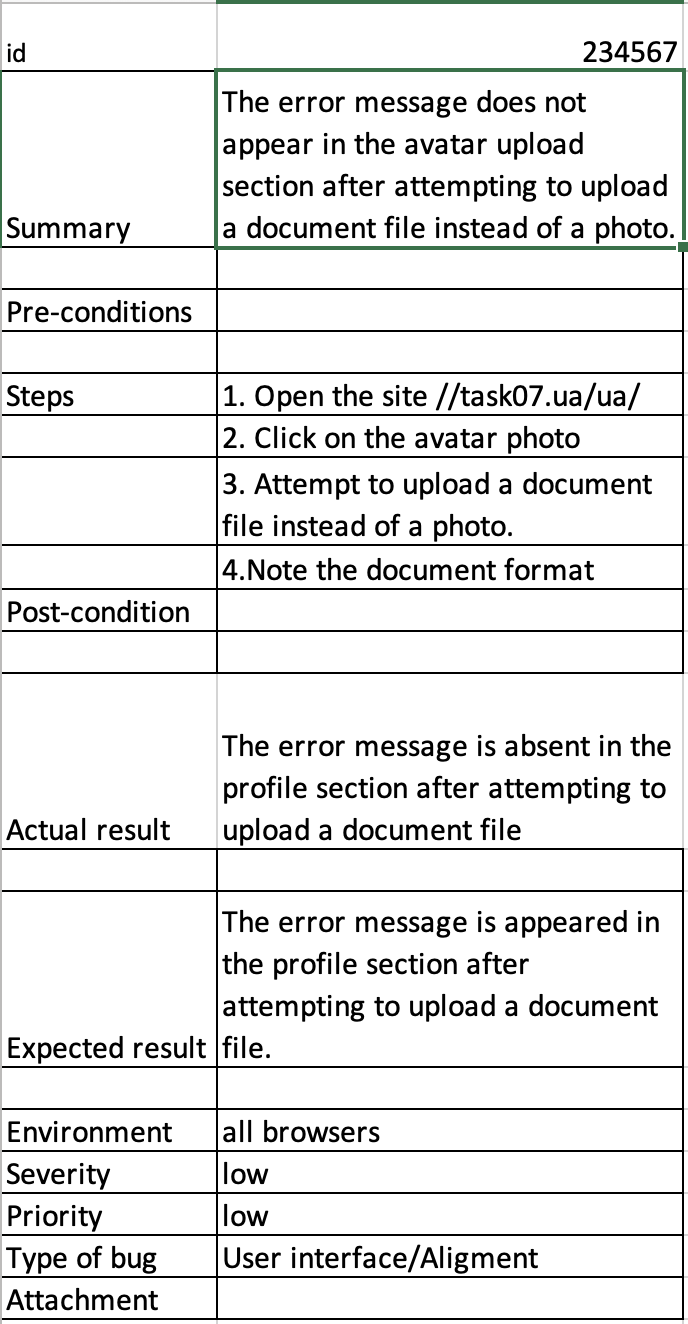 id 234567
The error message does not
appear in the avatar upload
section after attempting to upload
Summary a document file instead of a photo.
Pre-conditions
Steps 1. Open the site //task07.ua/ua/
2. Click on the avatar photo
3. Attempt to upload a document
file instead of a photo.
4.Note the document format
Post-condition
The error message is absent in the
profile section after attempting to
Actual result upload a document file
The error message is appeared in
the profile section after
attempting to upload a document
Expected result file.
Environment all browsers
Severity low
Priority low
Type of bug User interface/Aligment
Attachment